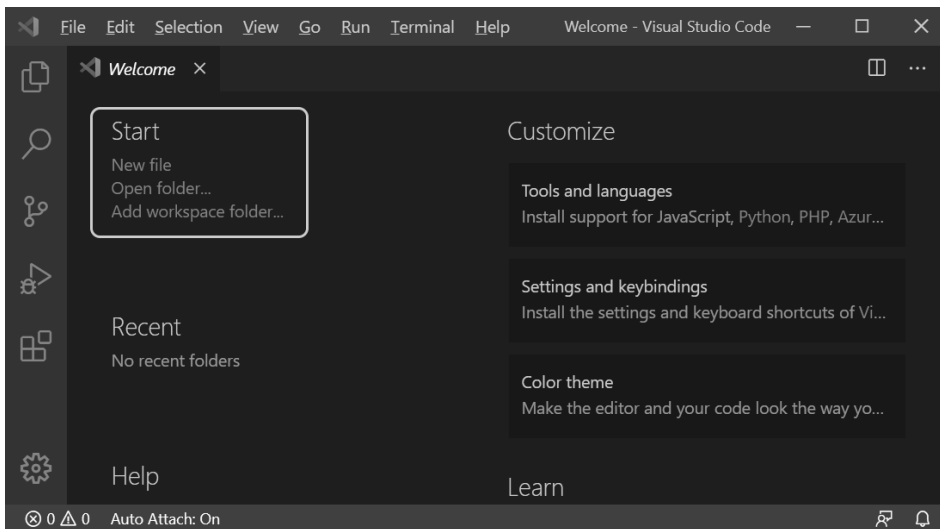 File Edit Selection View Go Run Terminal Help Welcome - Visual Studio Code
Welcome
Start
New file
Open folder...
Add workspace folder...
Recent
No recent folders
Help
Customize
Tools and languages
Install support for JavaScript, Python, PHP, Azur...
Settings and keybindings
Install the settings and keyboard shortcuts of Vi...
Color theme
Make the editor and your code look the way yo...
Learn
0 0 Auto Attach: On